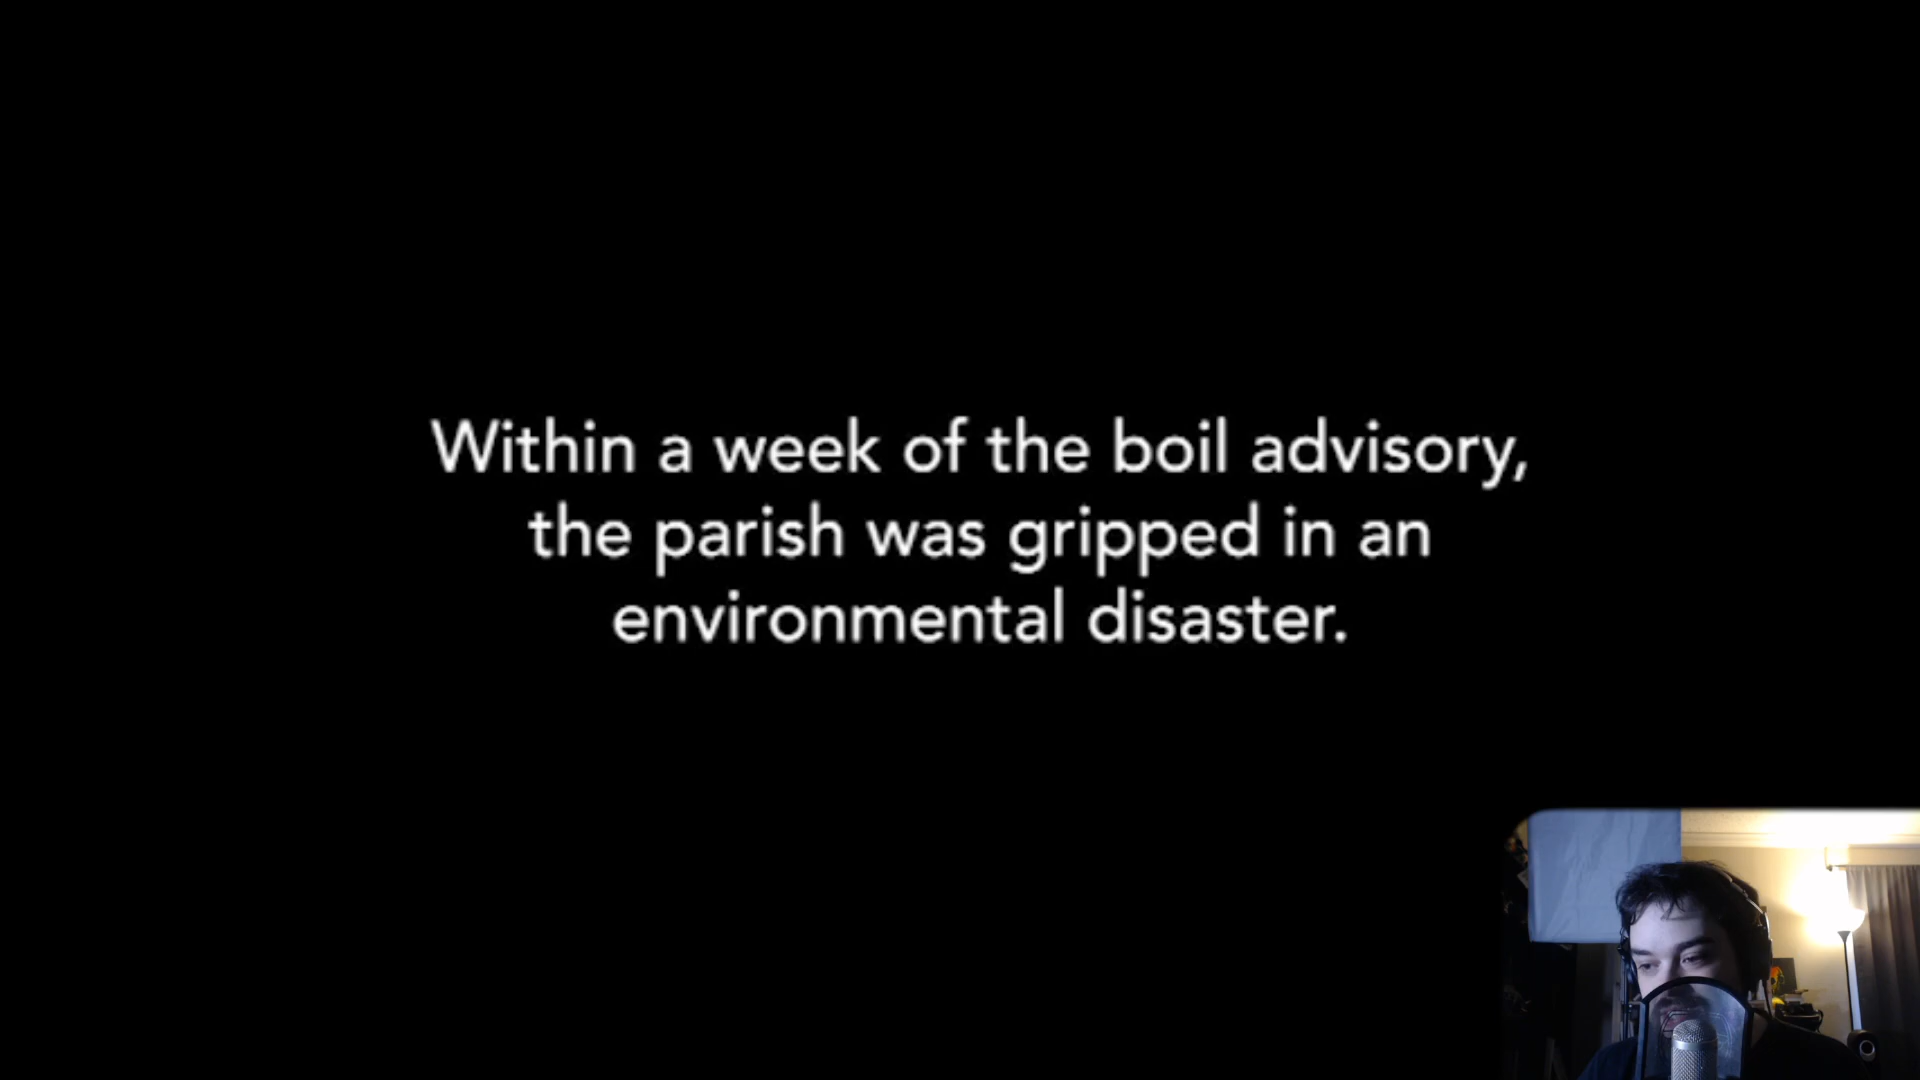 Within a week of the boil advisory,
the parish was gripped in an
environmental disaster.